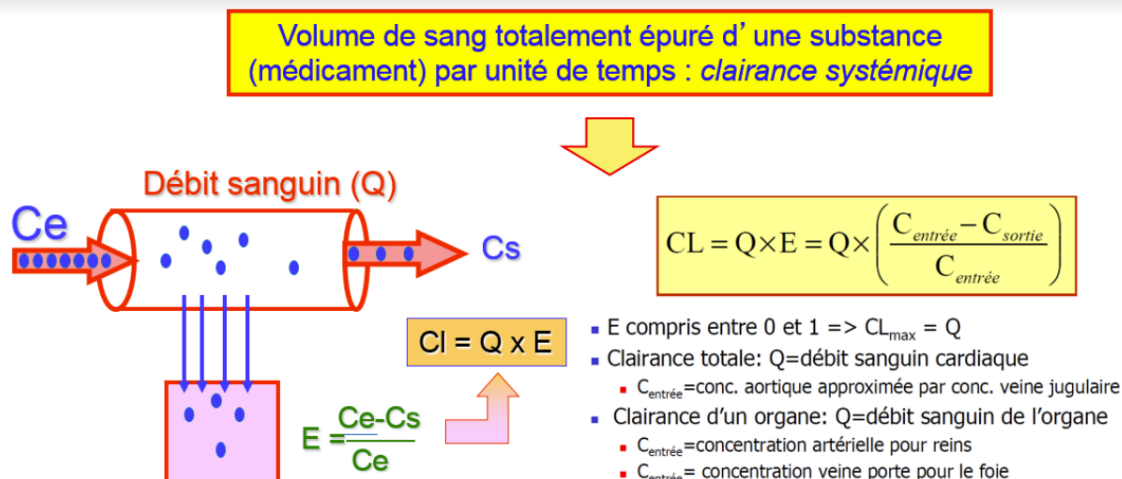 Volume de sang totalement épuré d' une substance
(médicament) par unité de temps : clairance systémique
Débit sanguin (Q)
Ce
Cs
CL = Q×E = Q×( (C entrée − C sortie) / C entrée )
Cl = Q x E
E = Ce-Cs / Ce
▪ E compris entre 0 et 1 => CLmax = Q
▪ Clairance totale: Q=débit sanguin cardiaque
▪ Centrée=conc. aortique approximée par conc. veine jugulaire
▪ Clairance d'un organe: Q=débit sanguin de l'organe
▪ Centrée=concentration artérielle pour reins
▪ Centrée= concentration veine porte pour le foie